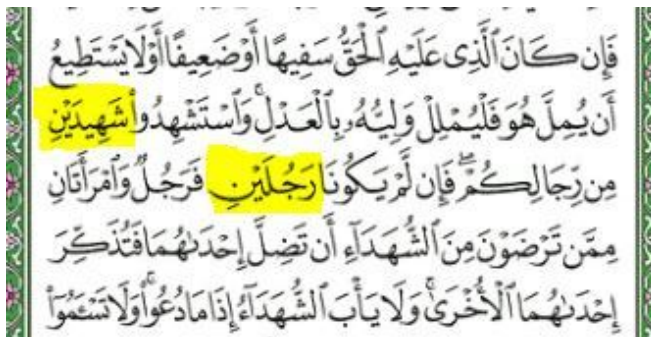 فَإِن كَانَ ٱلَّذِى عَلَيْهِ ٱلْحَقُّ سَفِيهًا أَوْ ضَعِيفًا أَوْ لَا يَسْتَطِيعُ
أَن يُمِلَّ هُوَ فَلْيُمْلِلْ وَلِيُّهُۥ بِٱلْعَدْلِ ۚ وَٱسْتَشْهِدُوا۟ شَهِيدَيْنِ
مِن رِّجَالِكُمْ ۖ فَإِن لَّمْ يَكُونَا رَجُلَيْنِ فَرَجُلٌ وَٱمْرَأَتَانِ
مِمَّن تَرْضَوْنَ مِنَ ٱلشُّهَدَآءِ أَن تَضِلَّ إِحْدَىٰهُمَا فَتُذَكِّرَ
إِحْدَىٰهُمَا ٱلْأُخْرَىٰ ۚ وَلَا يَأْبَ ٱلشُّهَدَآءُ إِذَا مَا دُعُوا۟ ۚ وَلَا تَسْـَٔمُوٓا۟